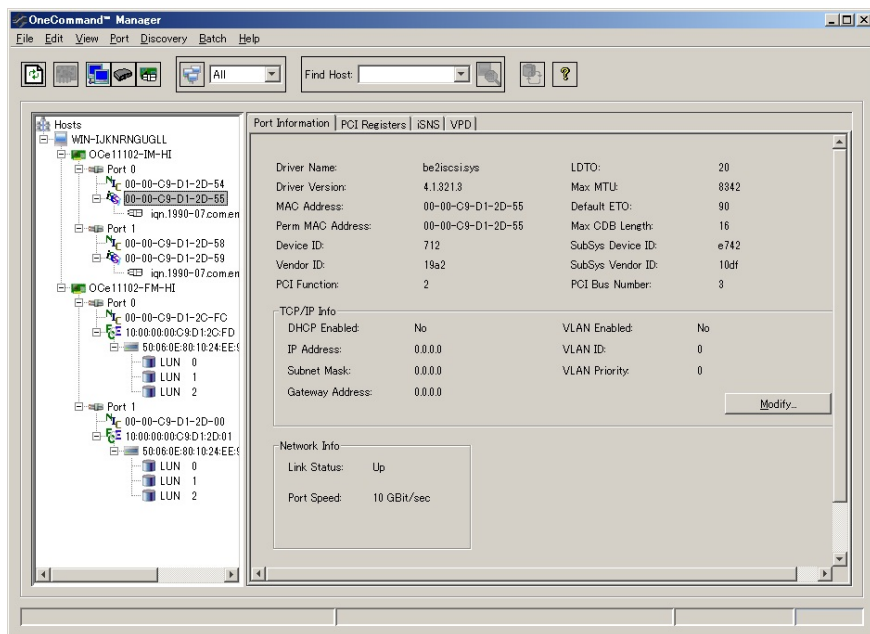 OneCommand™ Manager
File Edit View Port Discovery Batch Help
All
Find Host:
Hosts
WIN-IJKNRNGUGLL
OCe11102-IM-HI
Port 0
NIC 00-00-C9-D1-2D-54
00-00-C9-D1-2D-55
iqn.1990-07.com.en
Port 1
NIC 00-00-C9-D1-2D-58
00-00-C9-D1-2D-59
iqn.1990-07.com.en
OCe11102-FM-HI
Port 0
NIC 00-00-C9-D1-2C-FC
FCoE 10:00:00:00:C9:D1:2C:FD
50:06:0E:80:10:24:EE:9
LUN 0
LUN 1
LUN 2
Port 1
NIC 00-00-C9-D1-2D-00
FCoE 10:00:00:00:C9:D1:2D:01
50:06:0E:80:10:24:EE:9
LUN 0
LUN 1
LUN 2
Port Information PCI Registers iSNS VPD
Driver Name: be2iscsi.sys LDTO: 20
Driver Version: 4.1.321.3 Max MTU: 8342
MAC Address: 00-00-C9-D1-2D-55 Default ETO: 90
Perm MAC Address: 00-00-C9-D1-2D-55 Max CDB Length: 16
Device ID: 712 SubSys Device ID: e742
Vendor ID: 19a2 SubSys Vendor ID: 10df
PCI Function: 2 PCI Bus Number: 3
TCP/IP Info
DHCP Enabled: No VLAN Enabled: No
IP Address: 0.0.0.0 VLAN ID: 0
Subnet Mask: 0.0.0.0 VLAN Priority: 0
Gateway Address: 0.0.0.0
Modify...
Network Info
Link Status: Up
Port Speed: 10 GBit/sec